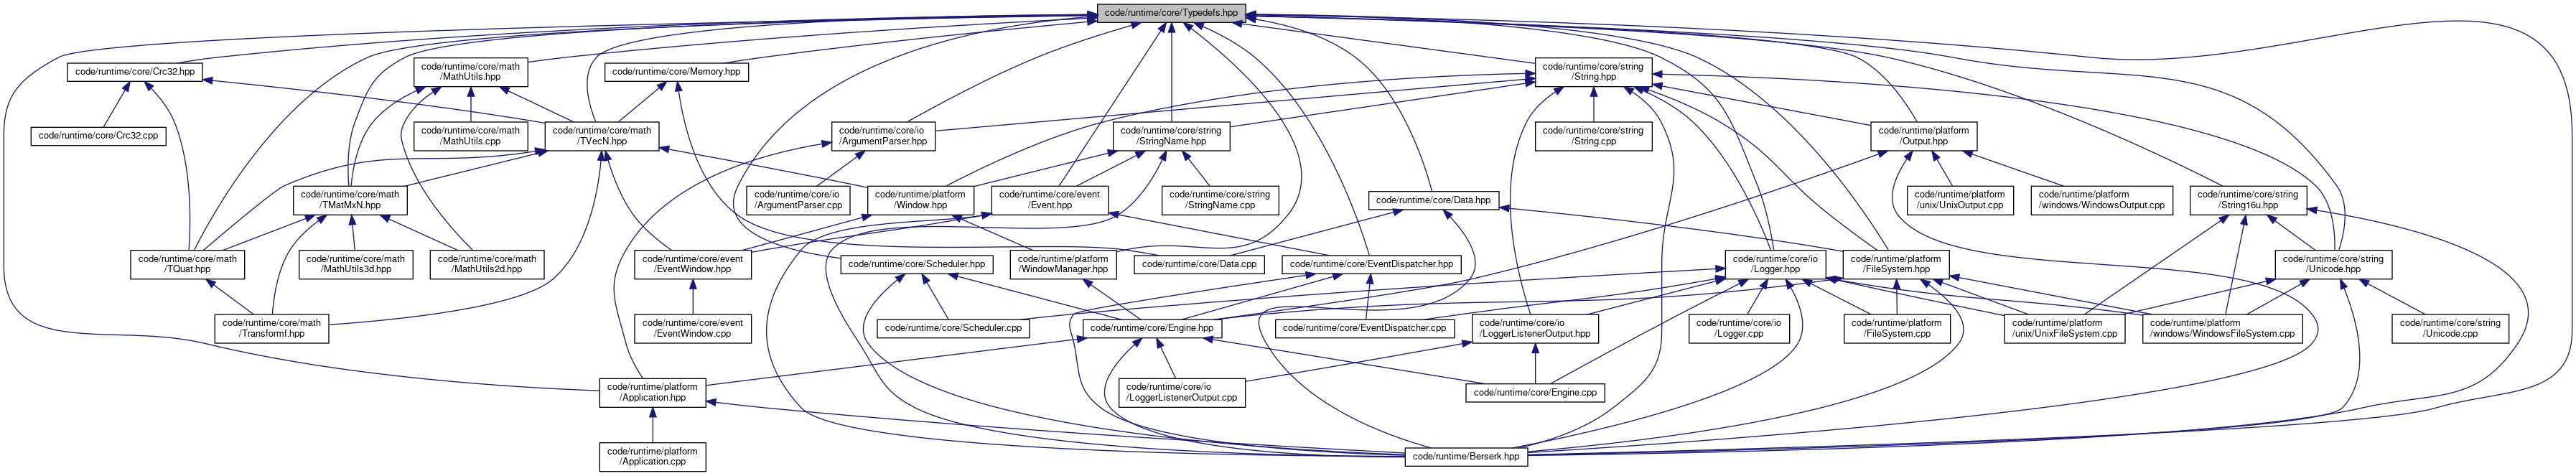 code/runtime/core/Typedefs.hpp
code/runtime/core/Crc32.hpp
code/runtime/core/math
/MathUtils.hpp
code/runtime/core/Memory.hpp
code/runtime/core/string
/String.hpp
code/runtime/core/Crc32.cpp
code/runtime/core/math
/MathUtils.cpp
code/runtime/core/math
/TVecN.hpp
code/runtime/core/io
/ArgumentParser.hpp
code/runtime/core/string
/StringName.hpp
code/runtime/core/string
/String.cpp
code/runtime/platform
/Output.hpp
code/runtime/core/math
/TMatMxN.hpp
code/runtime/core/io
/ArgumentParser.cpp
code/runtime/platform
/Window.hpp
code/runtime/core/event
/Event.hpp
code/runtime/core/string
/StringName.cpp
code/runtime/core/Data.hpp
code/runtime/platform
/unix/UnixOutput.cpp
code/runtime/platform
/windows/WindowsOutput.cpp
code/runtime/core/string
/String16u.hpp
code/runtime/core/math
/TQuat.hpp
code/runtime/core/math
/MathUtils3d.hpp
code/runtime/core/math
/MathUtils2d.hpp
code/runtime/core/event
/EventWindow.hpp
code/runtime/core/Scheduler.hpp
code/runtime/platform
/WindowManager.hpp
code/runtime/core/Data.cpp
code/runtime/core/EventDispatcher.hpp
code/runtime/core/io
/Logger.hpp
code/runtime/platform
/FileSystem.hpp
code/runtime/core/string
/Unicode.hpp
code/runtime/core/math
/Transformf.hpp
code/runtime/core/event
/EventWindow.cpp
code/runtime/core/Scheduler.cpp
code/runtime/core/Engine.hpp
code/runtime/core/EventDispatcher.cpp
code/runtime/core/io
/LoggerListenerOutput.hpp
code/runtime/core/io
/Logger.cpp
code/runtime/platform
/FileSystem.cpp
code/runtime/platform
/unix/UnixFileSystem.cpp
code/runtime/platform
/windows/WindowsFileSystem.cpp
code/runtime/core/string
/Unicode.cpp
code/runtime/platform
/Application.hpp
code/runtime/core/io
/LoggerListenerOutput.cpp
code/runtime/core/Engine.cpp
code/runtime/platform
/Application.cpp
code/runtime/Berserk.hpp